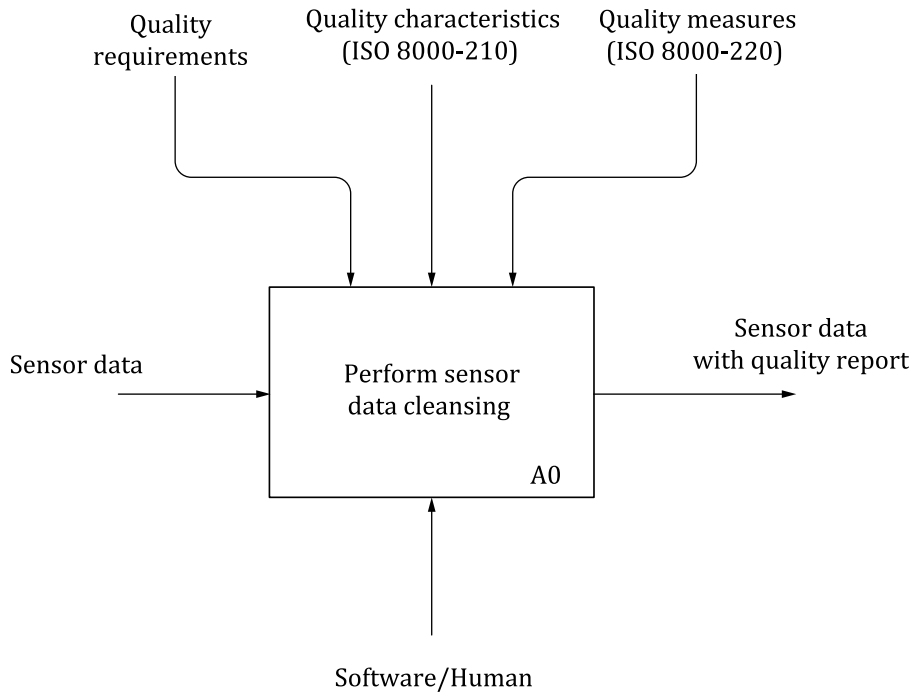 Quality
requirements
Quality characteristics
(ISO 8000-210)
Quality measures
(ISO 8000-220)
Sensor data
Perform sensor
data cleansing
A0
Sensor data
with quality report
Software/Human